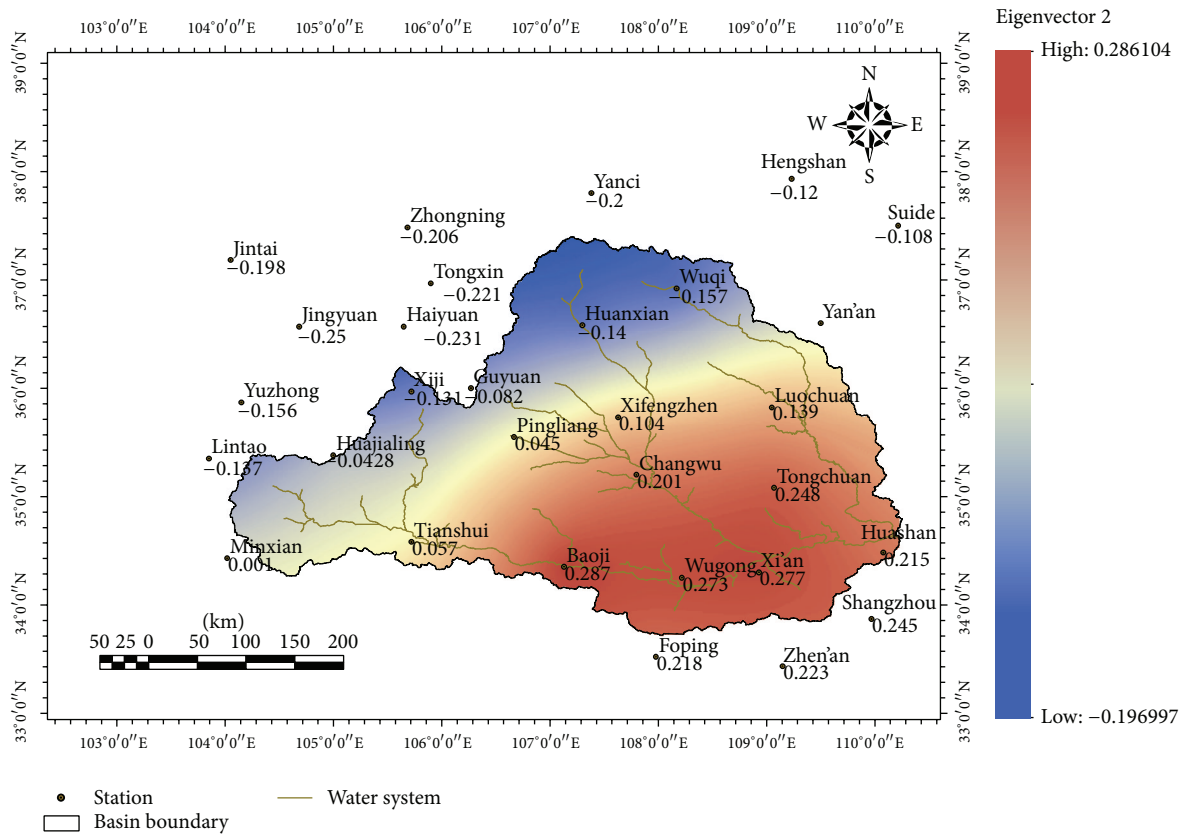 Eigenvector 2
High: 0.286104
Low: −0.196997
103°0′0″E 104°0′0″E 105°0′0″E 106°0′0″E 107°0′0″E 108°0′0″E 109°0′0″E 110°0′0″E
39°0′0″N
38°0′0″N
37°0′0″N
36°0′0″N
35°0′0″N
34°0′0″N
33°0′0″N
39°0′0″N
38°0′0″N
37°0′0″N
36°0′0″N
35°0′0″N
34°0′0″N
33°0′0″N
N
W E
S
Hengshan
−0.12
Yanci
−0.2
Suide
−0.108
Zhongning
−0.206
Jintai
−0.198
Tongxin
−0.221
Wuqi
−0.157
Jingyuan
−0.25
Haiyuan
−0.231
Huanxian
−0.14
Yan'an
Xiji
−0.131
Guyuan
−0.082
Yuzhong
−0.156
Luochuan
0.139
Xifengzhen
0.104
Pingliang
0.045
Lintao
−0.137
Huajialing
−0.0428
Changwu
0.201
Tongchuan
0.248
Tianshui
0.057
Huashan
0.215
Minxian
0.001
Baoji
0.287
Wugong
0.273
Xi'an
0.277
Shangzhou
0.245
Foping
0.218
Zhen'an
0.223
(km)
50 25 0 50 100 150 200
103°0′0″E 104°0′0″E 105°0′0″E 106°0′0″E 107°0′0″E 108°0′0″E 109°0′0″E 110°0′0″E
Station
Water system
Basin boundary